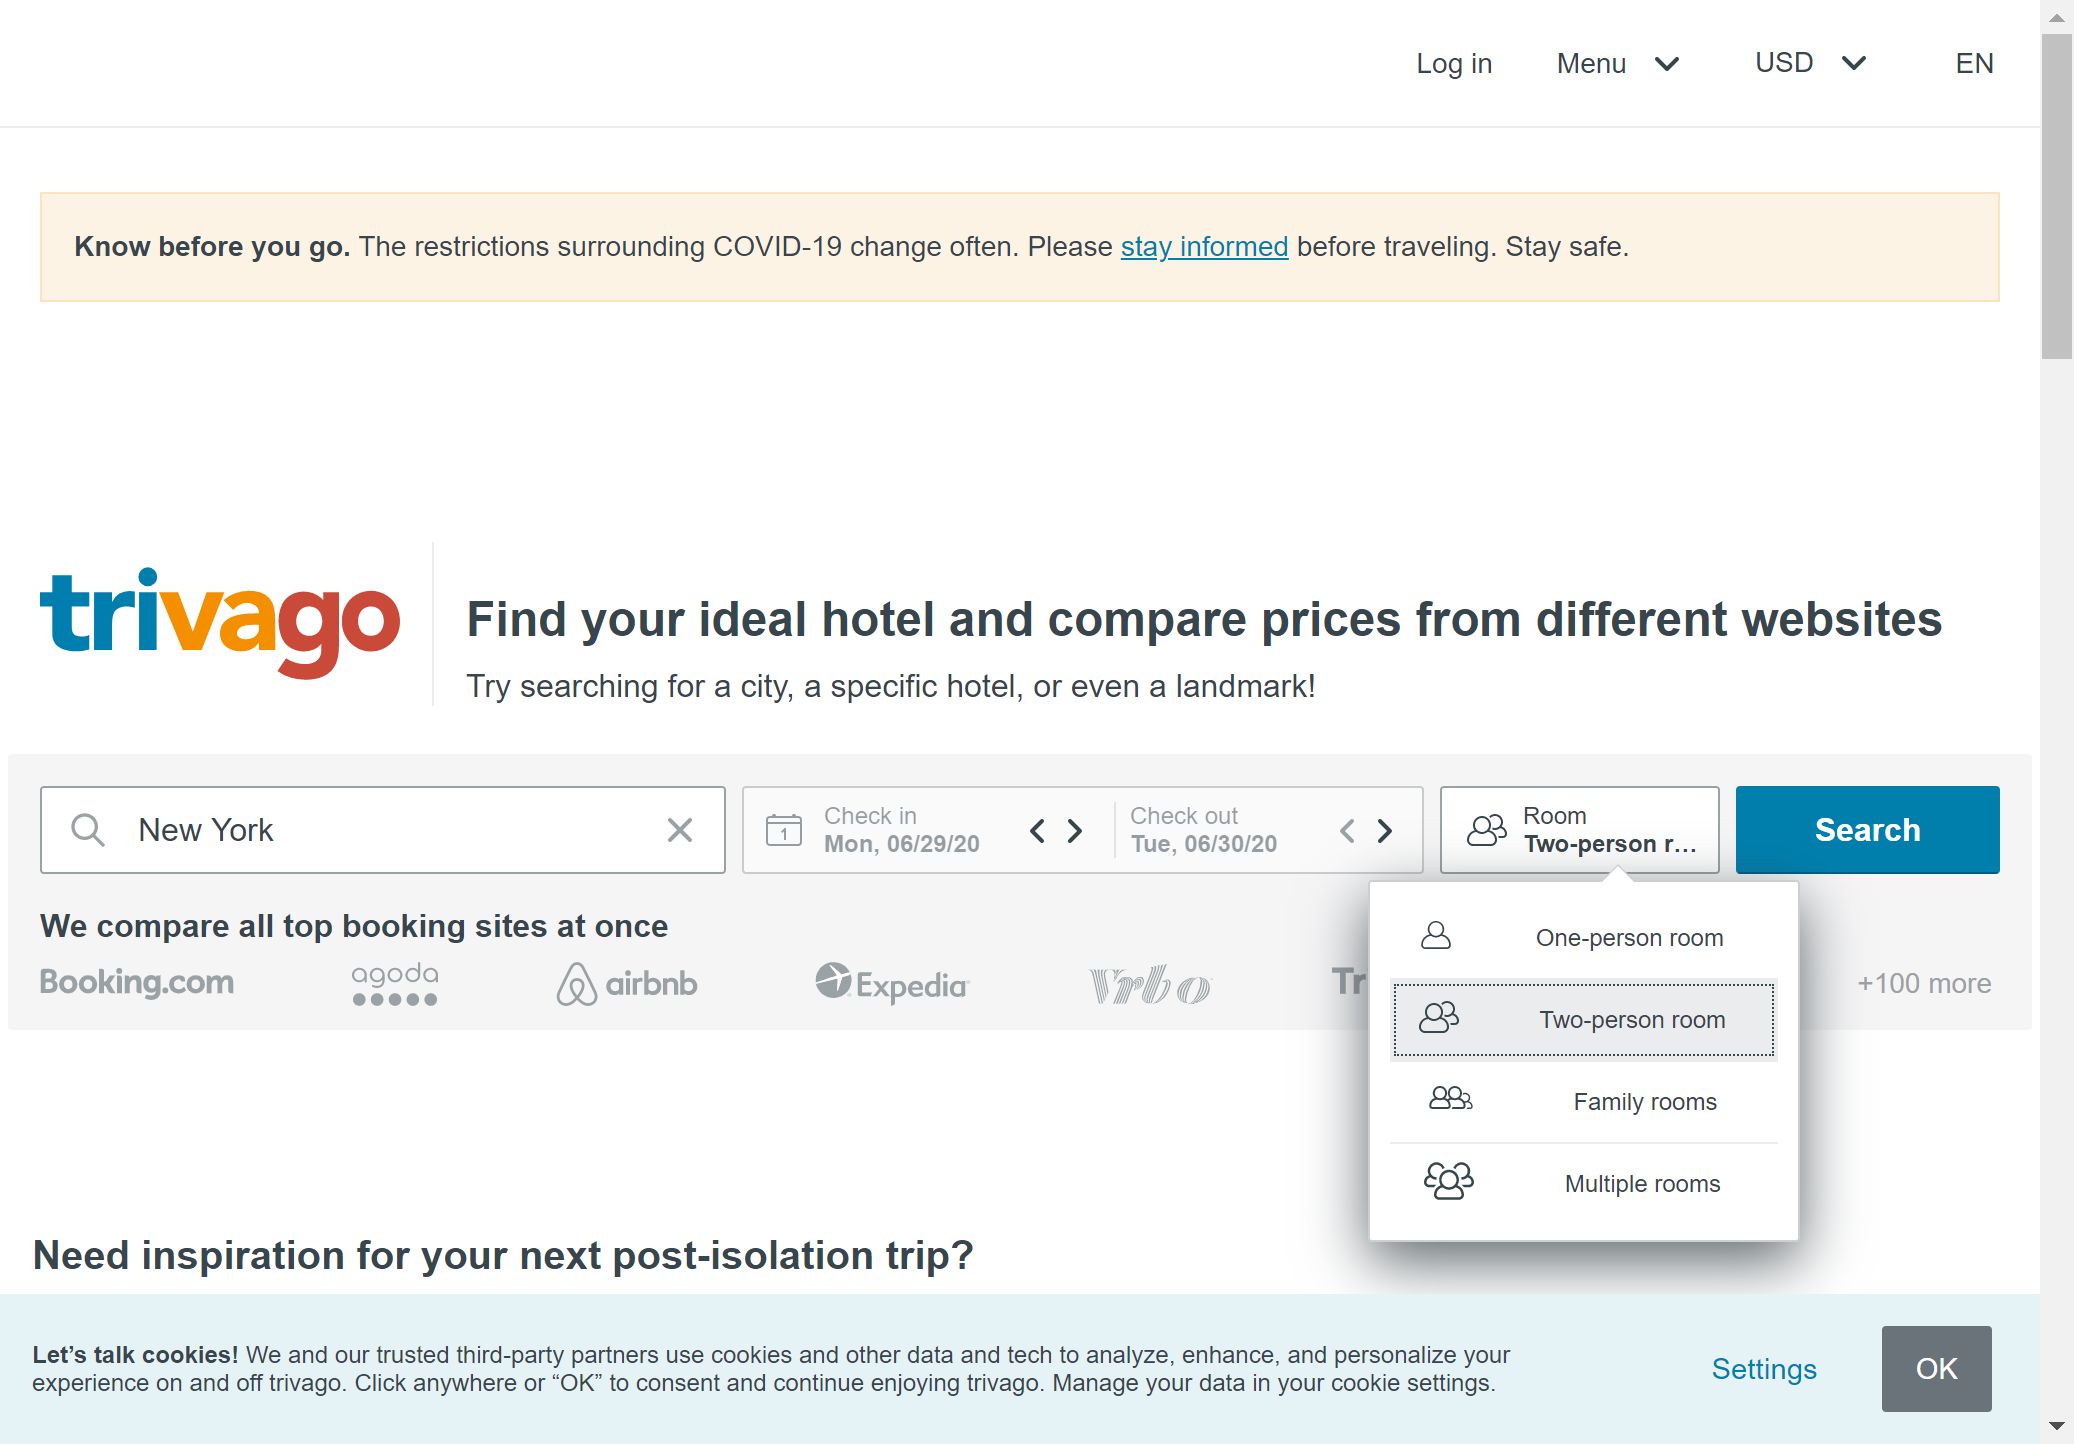 Log in
Menu
USD
EN
Know before you go. The restrictions surrounding COVID-19 change often. Please stay informed before traveling. Stay safe.
trivago
Find your ideal hotel and compare prices from different websites
Try searching for a city, a specific hotel, or even a landmark!
New York
1
Check in
Mon, 06/29/20
Check out
Tue, 06/30/20
Room
Two-person r...
Search
We compare all top booking sites at once
Booking.com
agoda
airbnb
Expedia
Vrbo
Tr
+100 more
One-person room
Two-person room
Family rooms
Multiple rooms
Need inspiration for your next post-isolation trip?
Let’s talk cookies! We and our trusted third-party partners use cookies and other data and tech to analyze, enhance, and personalize your
experience on and off trivago. Click anywhere or “OK” to consent and continue enjoying trivago. Manage your data in your cookie settings.
Settings
OK